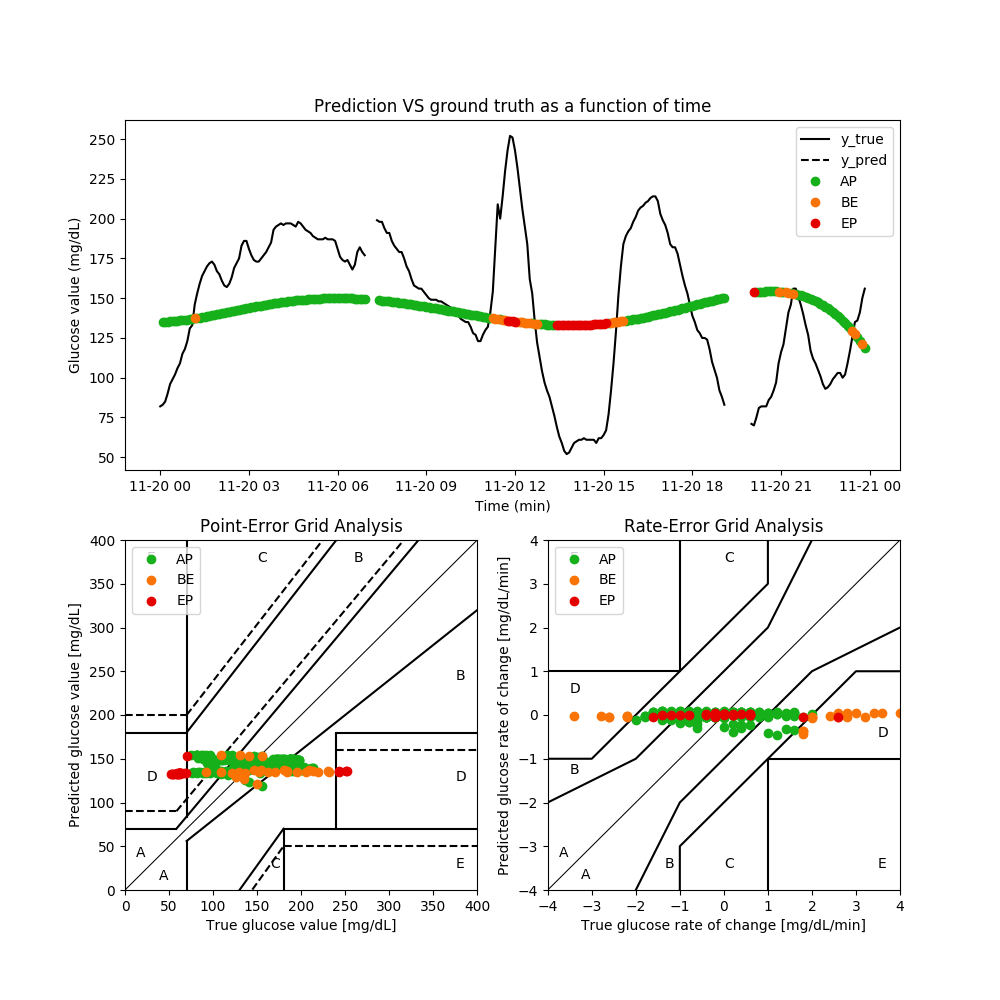 Prediction VS ground truth as a function of time
Glucose value (mg/dL)
250
225
200
175
150
125
100
75
50
y_true
y_pred
AP
BE
EP
11-20 00 11-20 03 11-20 06 11-20 09 11-20 12 11-20 15 11-20 18 11-20 21 11-21 00
Time (min)
Point-Error Grid Analysis
Predicted glucose value [mg/dL]
400
350
300
250
200
150
100
50
0
AP
BE
EP
C
B
B
D
D
A
A
C
E
0 50 100 150 200 250 300 350 400
True glucose value [mg/dL]
Rate-Error Grid Analysis
Predicted glucose rate of change [mg/dL/min]
4
3
2
1
0
−1
−2
−3
−4
AP
BE
EP
C
D
D
B
A
A
B
C
E
−4 −3 −2 −1 0 1 2 3 4
True glucose rate of change [mg/dL/min]